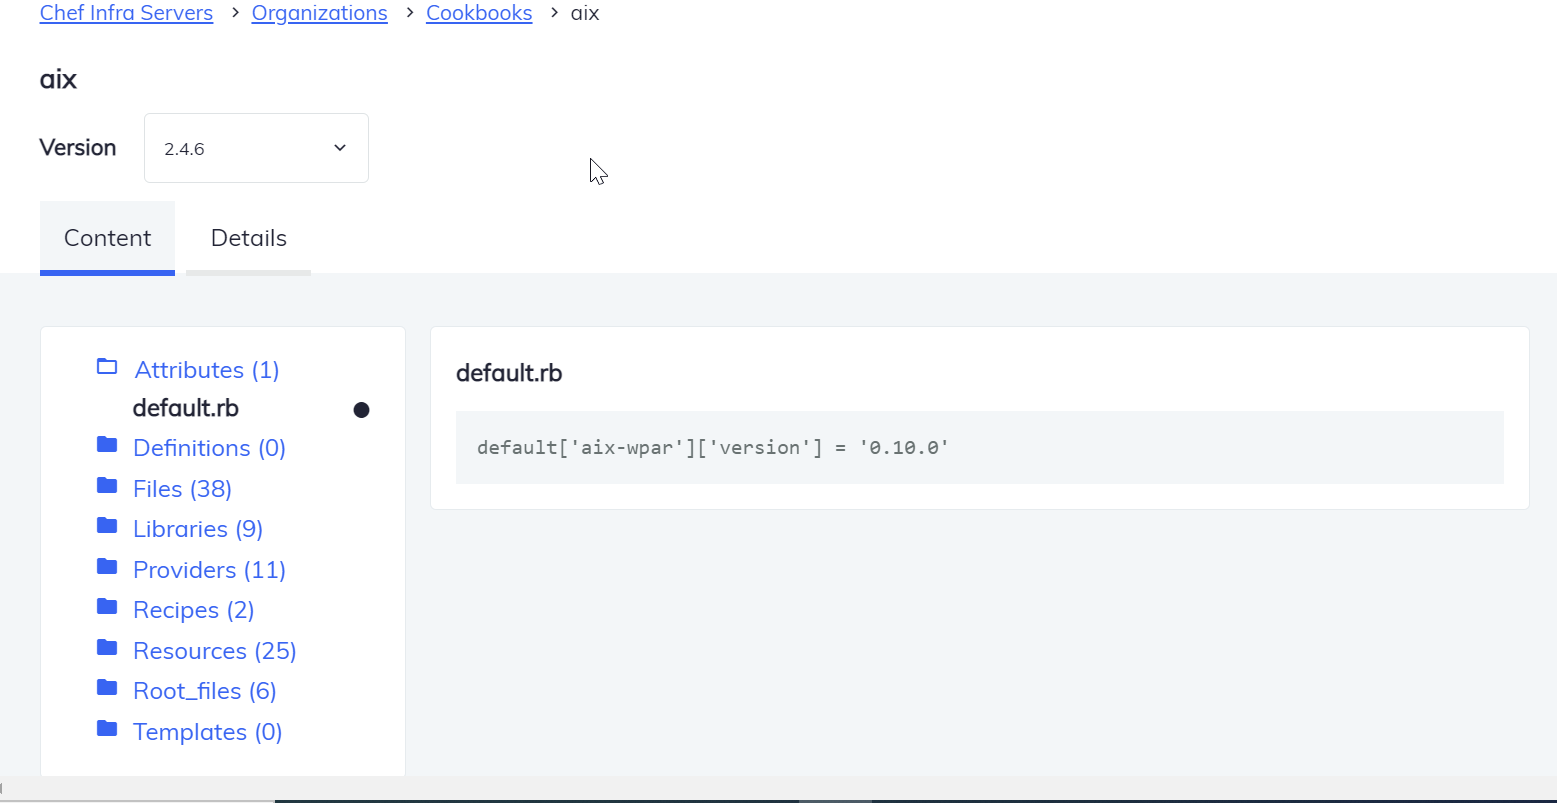 Chef Infra Servers > Organizations > Cookbooks > aix
aix
Version 2.4.6
Content Details
Attributes (1)
default.rb
Definitions (0)
Files (38)
Libraries (9)
Providers (11)
Recipes (2)
Resources (25)
Root_files (6)
Templates (0)
default.rb
default['aix-wpar']['version'] = '0.10.0'